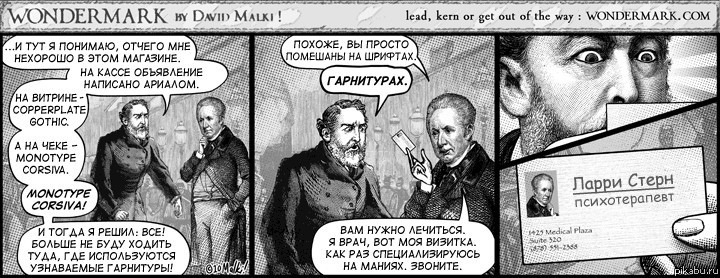 WONDERMARK BY DAVID MALKI !
lead, kern or get out of the way : WONDERMARK.COM
...И ТУТ Я ПОНИМАЮ, ОТЧЕГО МНЕ
НЕХОРОШО В ЭТОМ МАГАЗИНЕ.
НА КАССЕ ОБЪЯВЛЕНИЕ
НАПИСАНО АРИАЛОМ.
НА ВИТРИНЕ -
COPPERPLATE
GOTHIC.
А НА ЧЕКЕ –
MONOTYPE
CORSIVA.
MONOTYPE
CORSIVA!
И ТОГДА Я РЕШИЛ: ВСЕ!
БОЛЬШЕ НЕ БУДУ ХОДИТЬ
ТУДА, ГДЕ ИСПОЛЬЗУЮТСЯ
УЗНАВАЕМЫЕ ГАРНИТУРЫ!
ПОХОЖЕ, ВЫ ПРОСТО
ПОМЕШАНЫ НА ШРИФТАХ.
ГАРНИТУРАХ.
ВАМ НУЖНО ЛЕЧИТЬСЯ.
Я ВРАЧ, ВОТ МОЯ ВИЗИТКА.
КАК РАЗ СПЕЦИАЛИЗИРУЮСЬ
НА МАНИЯХ. ЗВОНИТЕ.
Ларри Стерн
психотерапевт
1425 Medical Plaza
Suite 320
(878) 551-2388
pikabu.ru